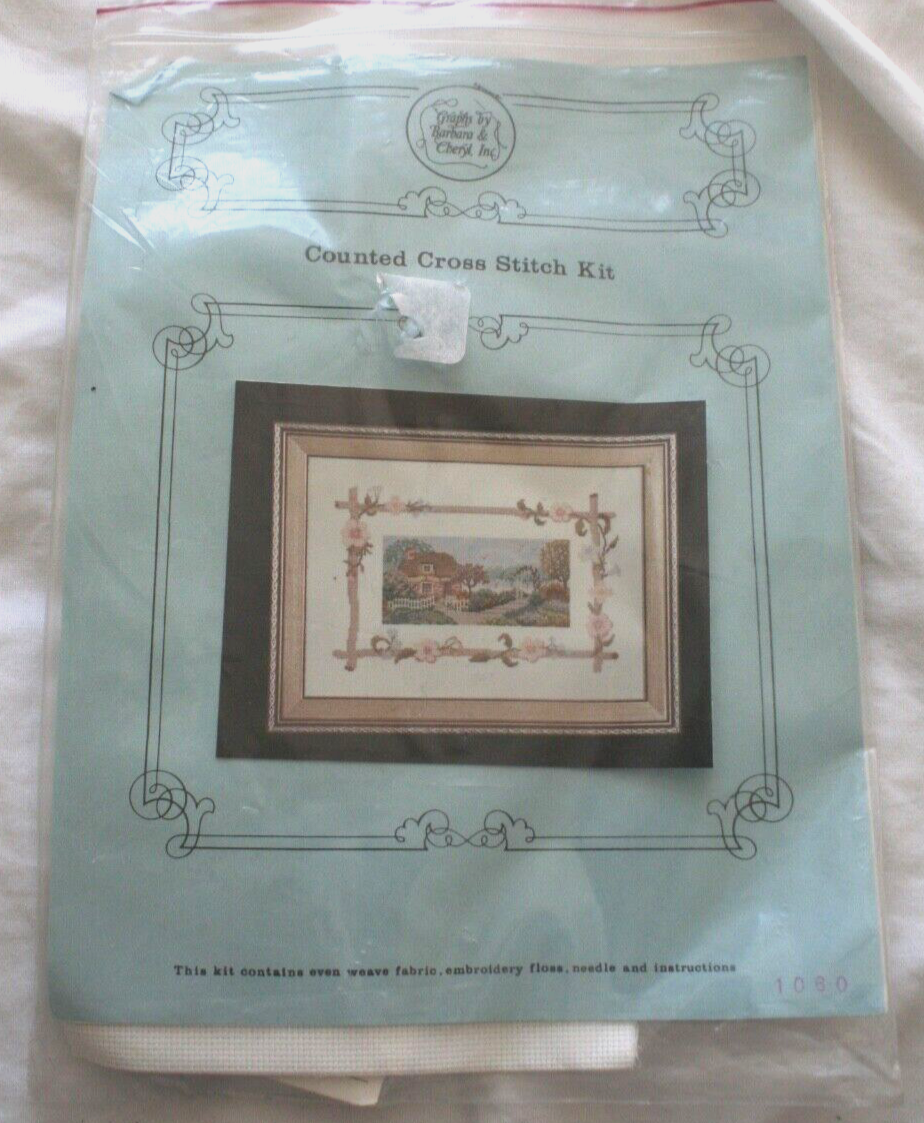 Graphs by
Barbara &
Cheryl, Inc.
Counted Cross Stitch Kit
This kit contains even weave fabric, embroidery floss, needle and instructions
1060